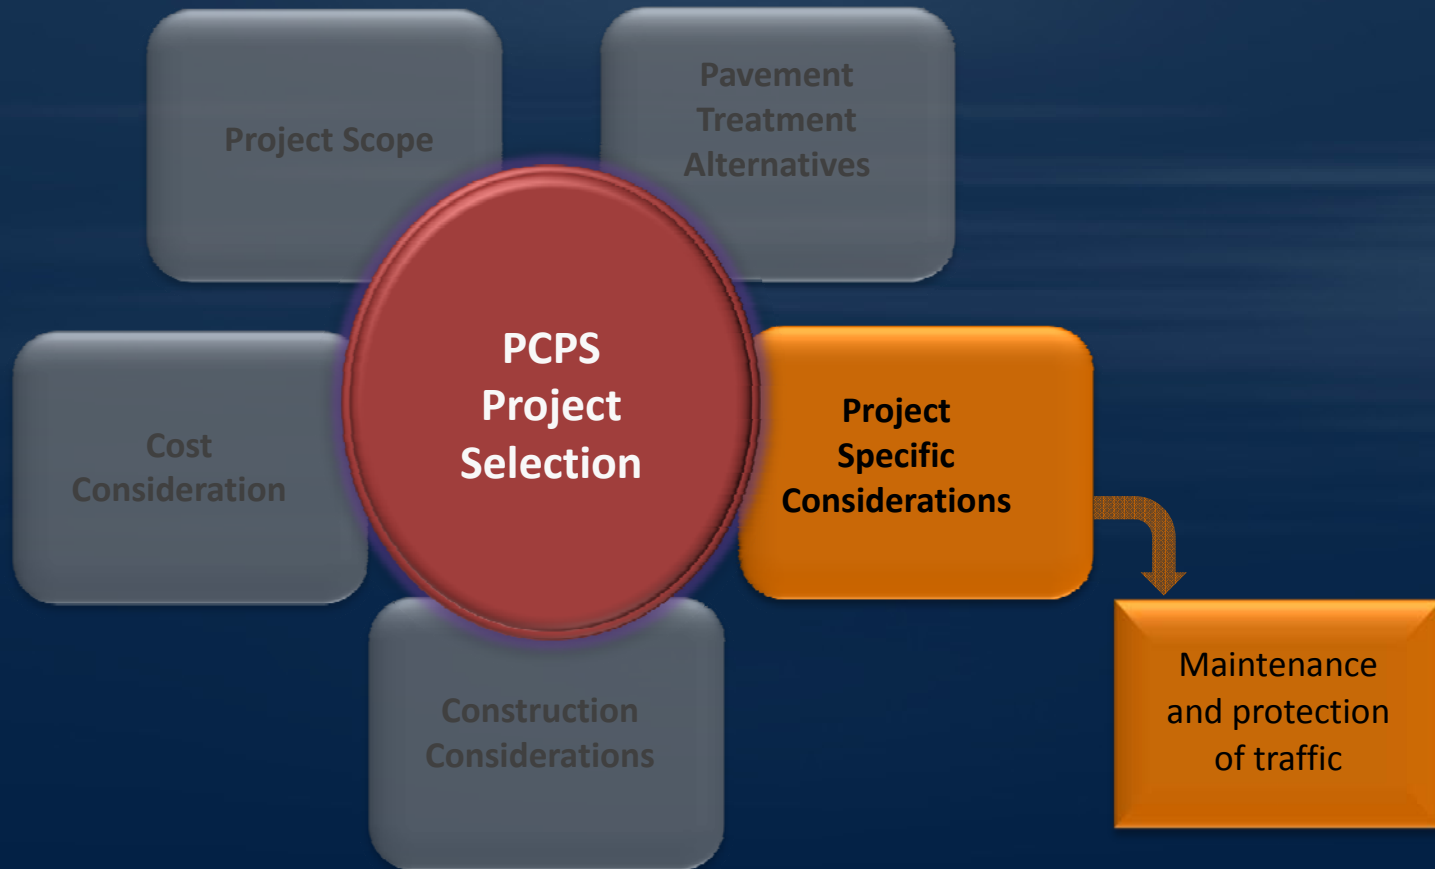 Project Scope
Pavement
Treatment
Alternatives
PCPS
Project
Selection
Project
Specific
Considerations
Cost
Consideration
Construction
Considerations
Maintenance
and protection
of traffic